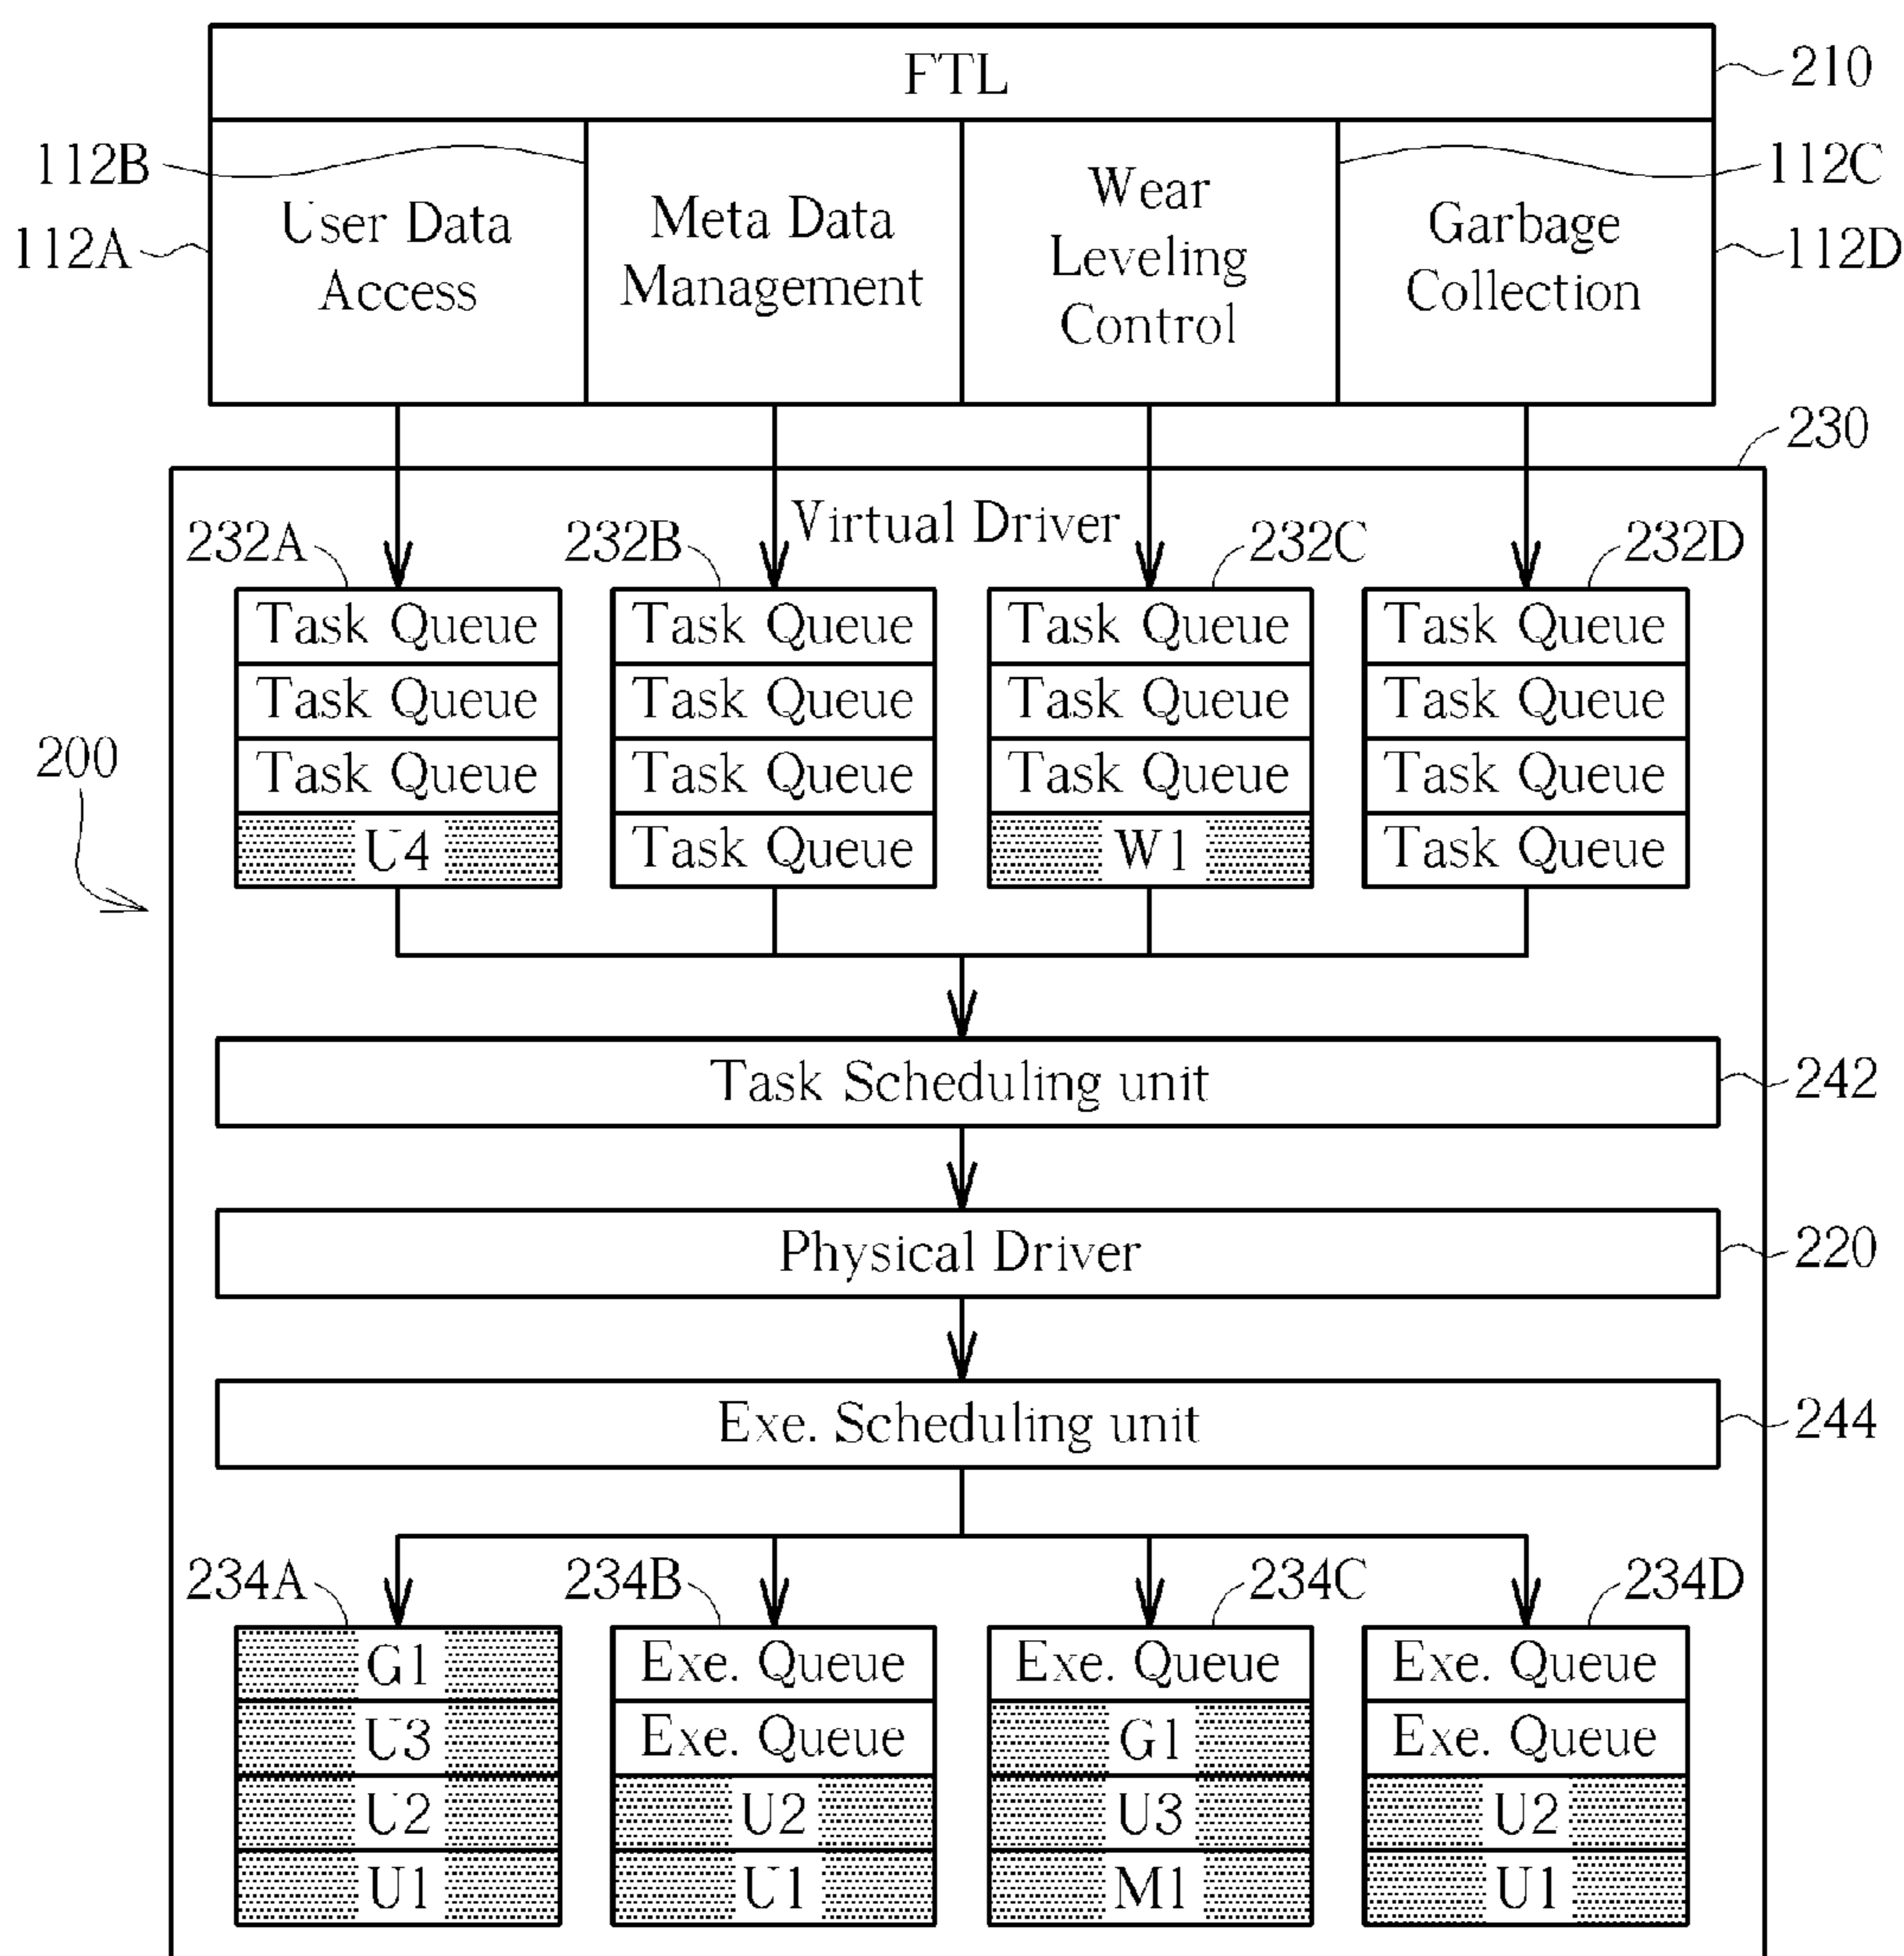 FTL
210
112B
112C
112A
112D
User Data
Access
Meta Data
Management
Wear
Leveling
Control
Garbage
Collection
230
Virtual Driver
232A
232B
232C
232D
Task Queue Task Queue Task Queue Task Queue
Task Queue Task Queue Task Queue Task Queue
Task Queue Task Queue Task Queue Task Queue
U4 Task Queue W1 Task Queue
200
Task Scheduling unit
242
Physical Driver
220
Exe. Scheduling unit
244
234A
234B
234C
234D
G1 Exe. Queue Exe. Queue Exe. Queue
U3 Exe. Queue G1 Exe. Queue
U2 U2 U3 U2
U1 U1 M1 U1